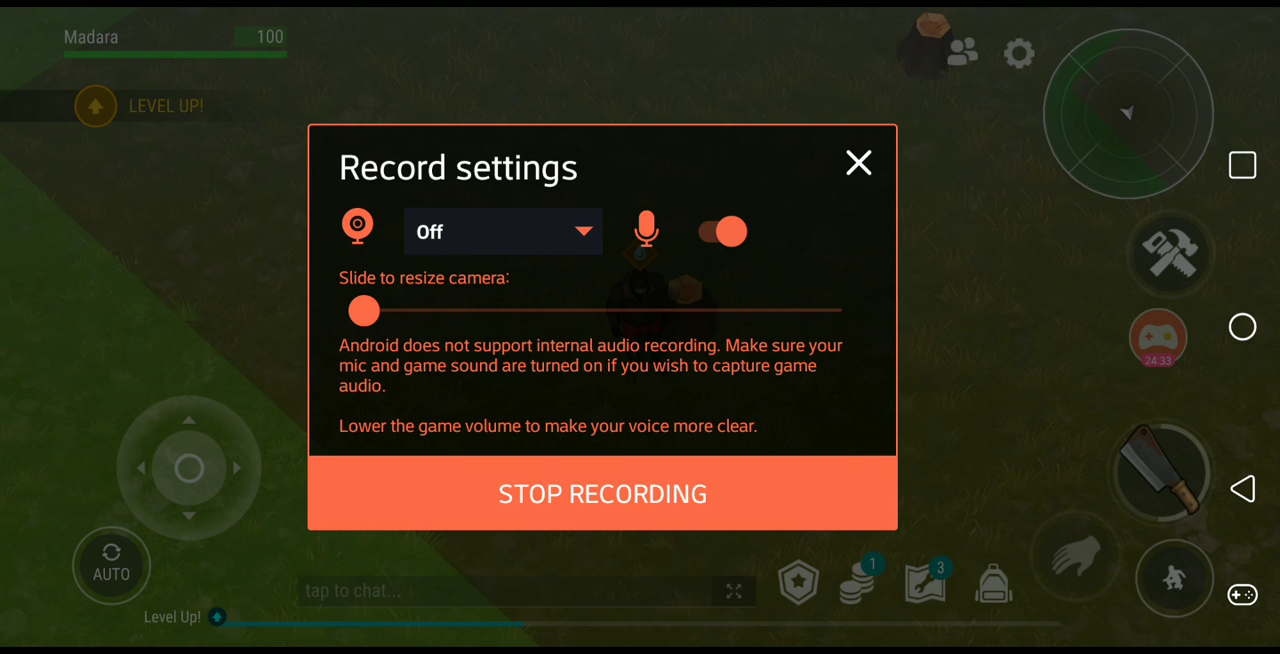 Madara 100
LEVEL UP!
Record settings
Off
Slide to resize camera:
Android does not support internal audio recording. Make sure your
mic and game sound are turned on if you wish to capture game
audio.
Lower the game volume to make your voice more clear.
STOP RECORDING
24:33
AUTO
tap to chat...
1
3
Level Up!